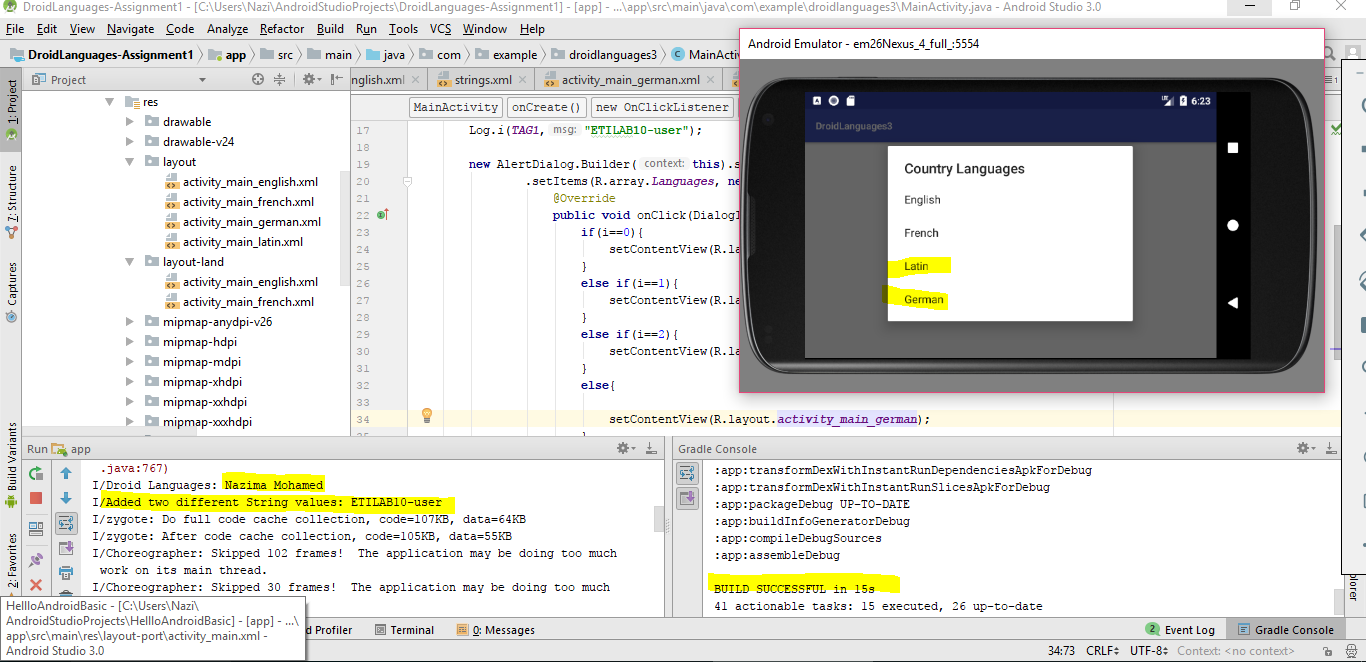 DroidLanguages-Assignment1 - [C:\Users\Nazi\AndroidStudioProjects\DroidLanguages-Assignment1] - [app] - ...\app\src\main\java\com\example\droidlanguages3\MainActivity.java - Android Studio 3.0
File Edit View Navigate Code Analyze Refactor Build Run Tools VCS Window Help
DroidLanguages-Assignment1 app src main java com example droidlanguages3 MainActiv
Android Emulator - em26Nexus_4_full_:5554
1: Project
Z: Structure
Captures
Build Variants
2: Favorites
Project
nglish.xml strings.xml activity_main_german.xml
res
drawable
drawable-v24
layout
activity_main_english.xml
activity_main_french.xml
activity_main_german.xml
activity_main_latin.xml
layout-land
activity_main_english.xml
activity_main_french.xml
mipmap-anydpi-v26
mipmap-hdpi
mipmap-mdpi
mipmap-xhdpi
mipmap-xxhdpi
mipmap-xxxhdpi
MainActivity onCreate() new OnClickListener
17 Log.i(TAG1, msg: "ETILAB10-user");
18
19 new AlertDialog.Builder( context: this).s
20 .setItems(R.array.Languages, ne
21 @Override
22 public void onClick(DialogI
23 if(i==0){
24 setContentView(R.la
25 }
26 else if(i==1){
27 setContentView(R.la
28 }
29 else if(i==2){
30 setContentView(R.la
31 }
32 else{
33
34 setContentView(R.layout.activity_main_german);
6:23
DroidLanguages3
Country Languages
English
French
Latin
German
Run app
.java:767)
I/Droid Languages: Nazima Mohamed
I/Added two different String values: ETILAB10-user
I/zygote: Do full code cache collection, code=107KB, data=64KB
I/zygote: After code cache collection, code=105KB, data=55KB
I/Choreographer: Skipped 102 frames!  The application may be doing too much
work on its main thread.
I/Choreographer: Skipped 30 frames!  The application may be doing too much
Gradle Console
:app:transformDexWithInstantRunDependenciesApkForDebug
:app:transformDexWithInstantRunSlicesApkForDebug
:app:packageDebug UP-TO-DATE
:app:buildInfoGeneratorDebug
:app:compileDebugSources
:app:assembleDebug
BUILD SUCCESSFUL in 15s
41 actionable tasks: 15 executed, 26 up-to-date
plorer
HellloAndroidBasic - [C:\Users\Nazi\
AndroidStudioProjects\HellloAndroidBasic] - [app] - ...\
app\src\main\res\layout-port\activity_main.xml -
Android Studio 3.0
d Profiler Terminal 0: Messages 2 Event Log Gradle Console
34:73 CRLF UTF-8 Context: <no context>